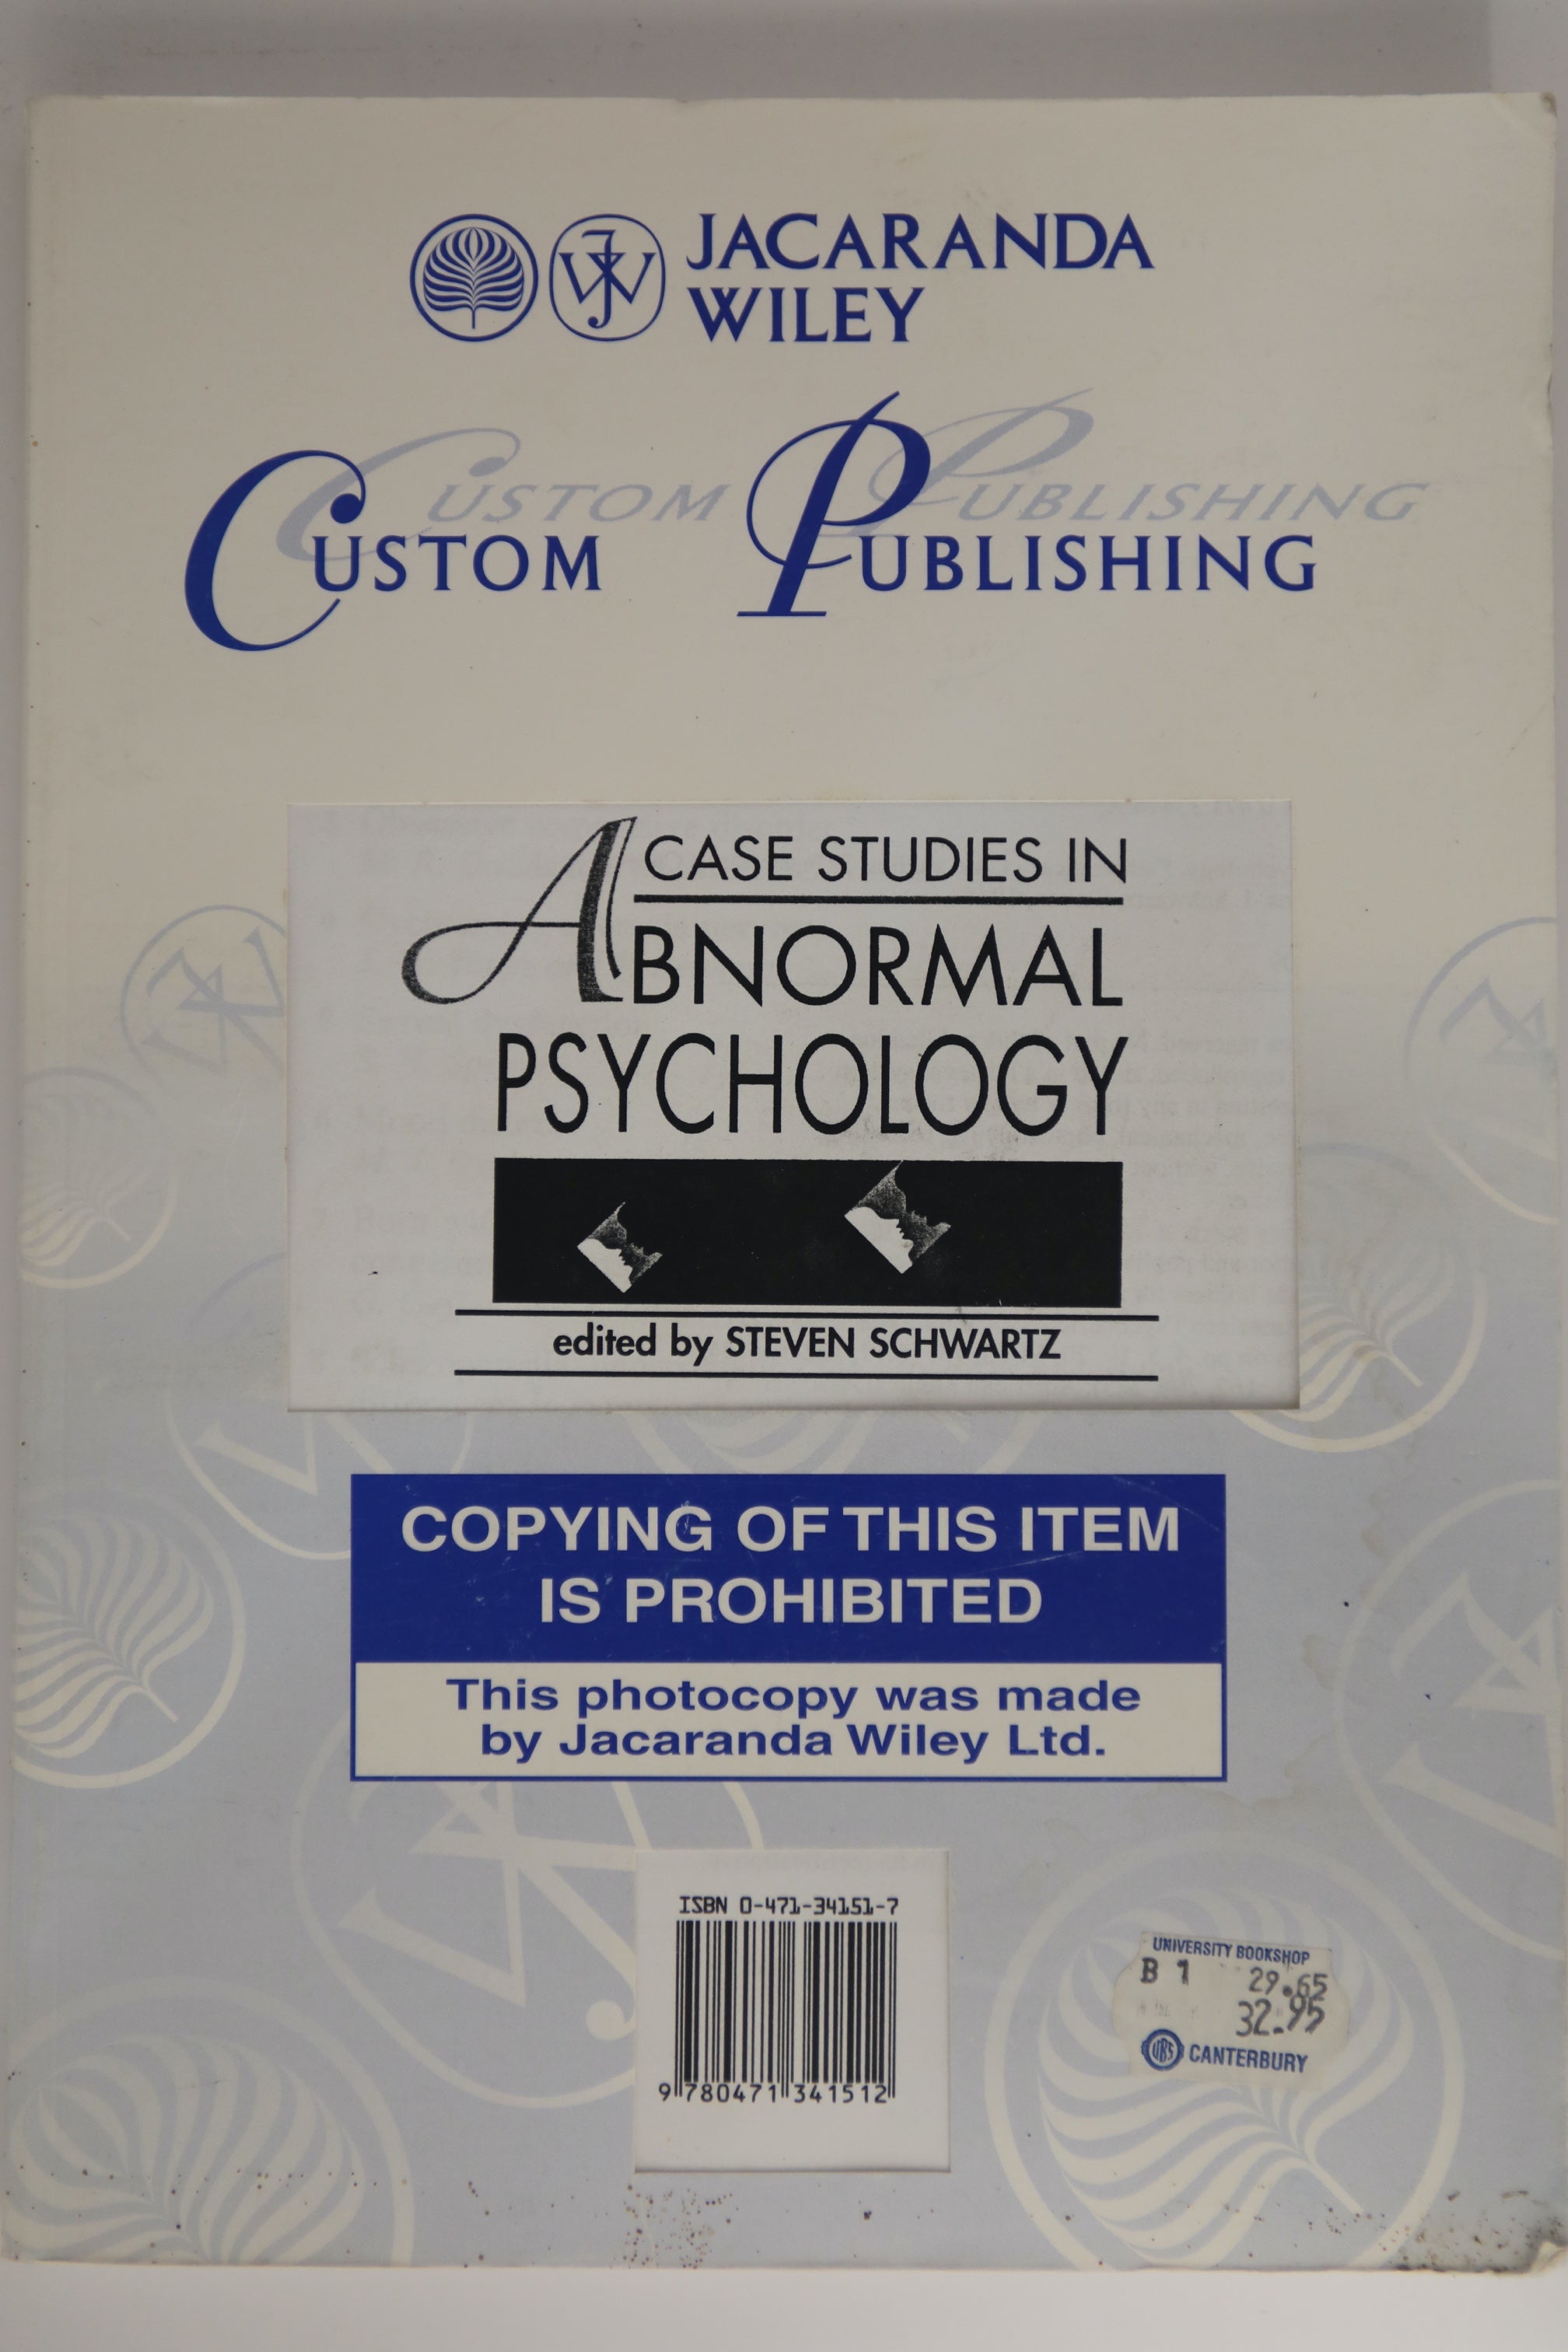 JACARANDA
WILEY
CUSTOM PUBLISHING
CUSTOM PUBLISHING
CASE STUDIES IN
ABNORMAL
PSYCHOLOGY
edited by STEVEN SCHWARTZ
COPYING OF THIS ITEM
IS PROHIBITED
This photocopy was made
by Jacaranda Wiley Ltd.
ISBN 0-471-34151-7
9 780471 341512
UNIVERSITY BOOKSHOP
B 1 29.65
32.95
UBS CANTERBURY